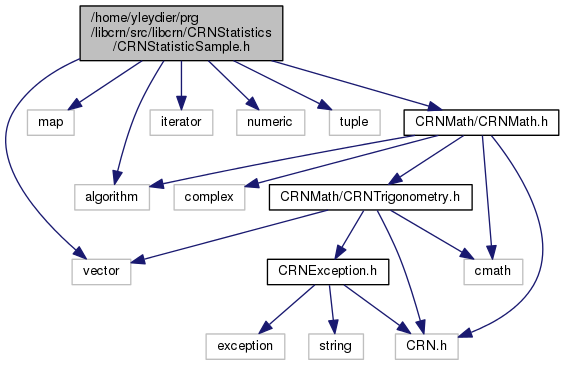 /home/yleydier/prg
/libcrn/src/libcrn/CRNStatistics
/CRNStatisticSample.h
map
iterator
numeric
tuple
CRNMath/CRNMath.h
algorithm
complex
CRNMath/CRNTrigonometry.h
vector
CRNException.h
cmath
exception
string
CRN.h